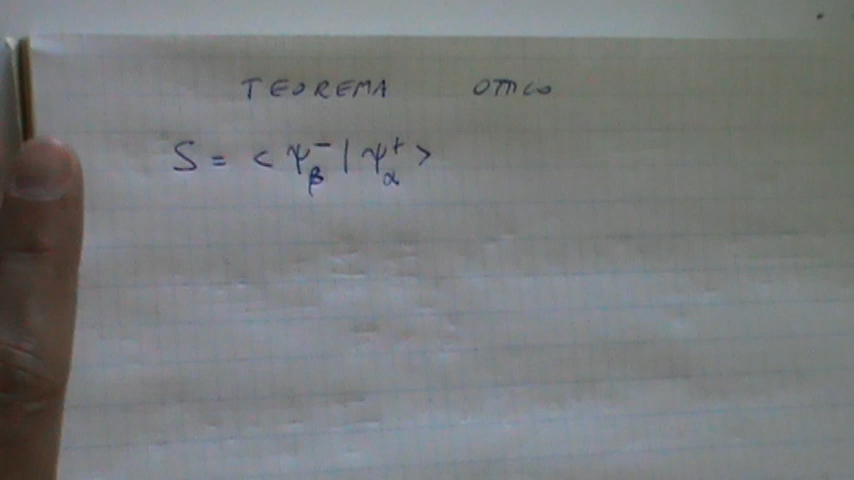 TEOREMA OTTICO
S = < ψ_β^- | ψ_α^+ >